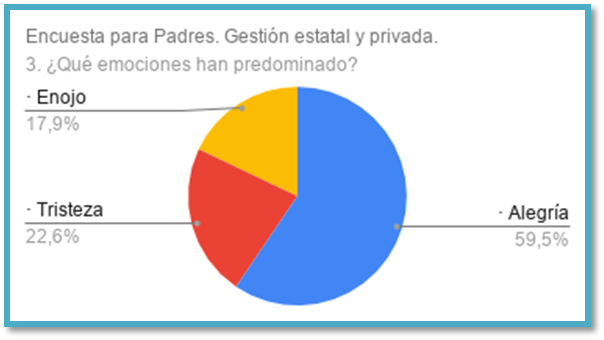 Encuesta para Padres. Gestión estatal y privada.
3. ¿Qué emociones han predominado?
· Enojo
17,9%
· Tristeza
22,6%
· Alegría
59,5%